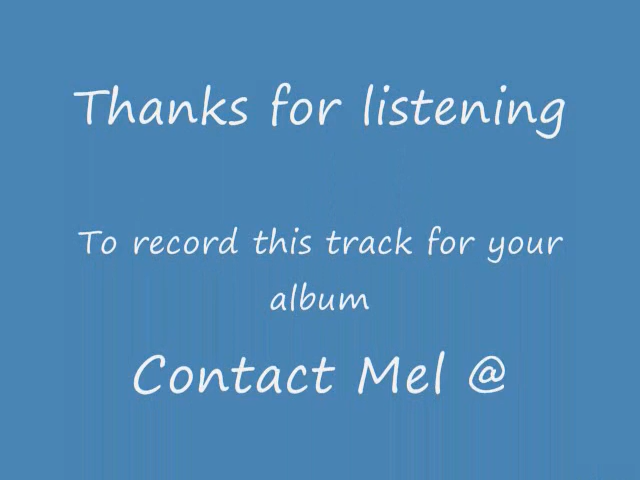 Thanks for listening
To record this track for your
album
Contact Mel @